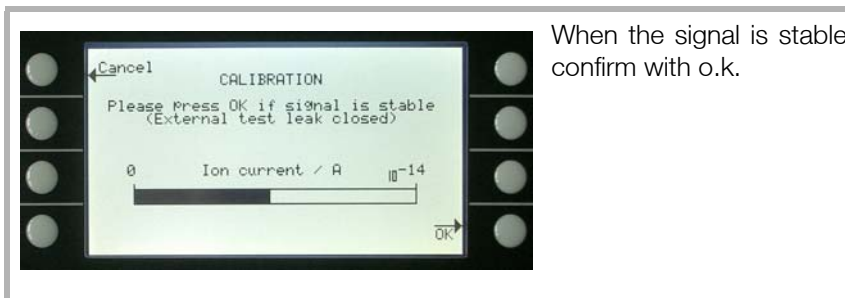 Cancel
CALIBRATION
Please press OK if signal is stable
(External test leak closed)
0 Ion current / A 10-14
OK
When the signal is stable
confirm with o.k.